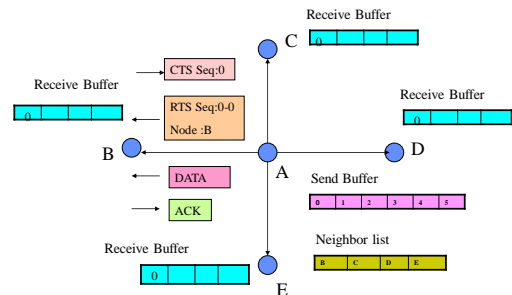 Receive Buffer
0
C
CTS Seq:0
Receive Buffer
0
RTS Seq:0-0
Node :B
Receive Buffer
0
B
A
D
DATA
ACK
Send Buffer
0 1 2 3 4 5
Neighbor list
B C D E
Receive Buffer
0
E